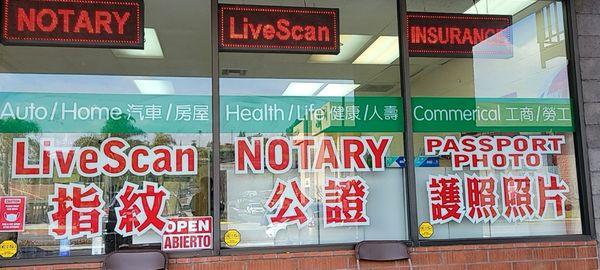 NOTARY
LiveScan
INSURANCE
Auto/Home 汽車/房屋
Health/Life 健康/人壽
Commerical 工商/勞工
LiveScan
指紋
NOTARY
公證
PASSPORT
PHOTO
護照照片
OPEN
ABIERTO